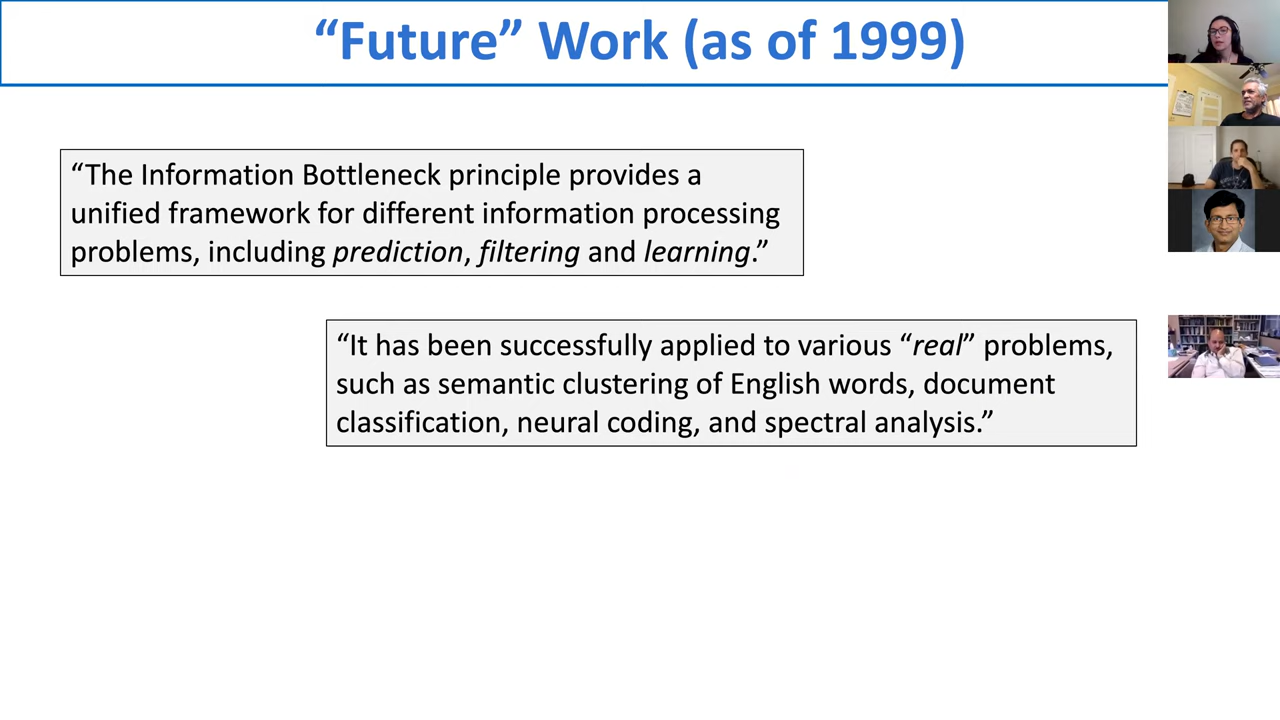 “Future” Work (as of 1999)
“The Information Bottleneck principle provides a
unified framework for different information processing
problems, including prediction, filtering and learning.”
“It has been successfully applied to various “real” problems,
such as semantic clustering of English words, document
classification, neural coding, and spectral analysis.”